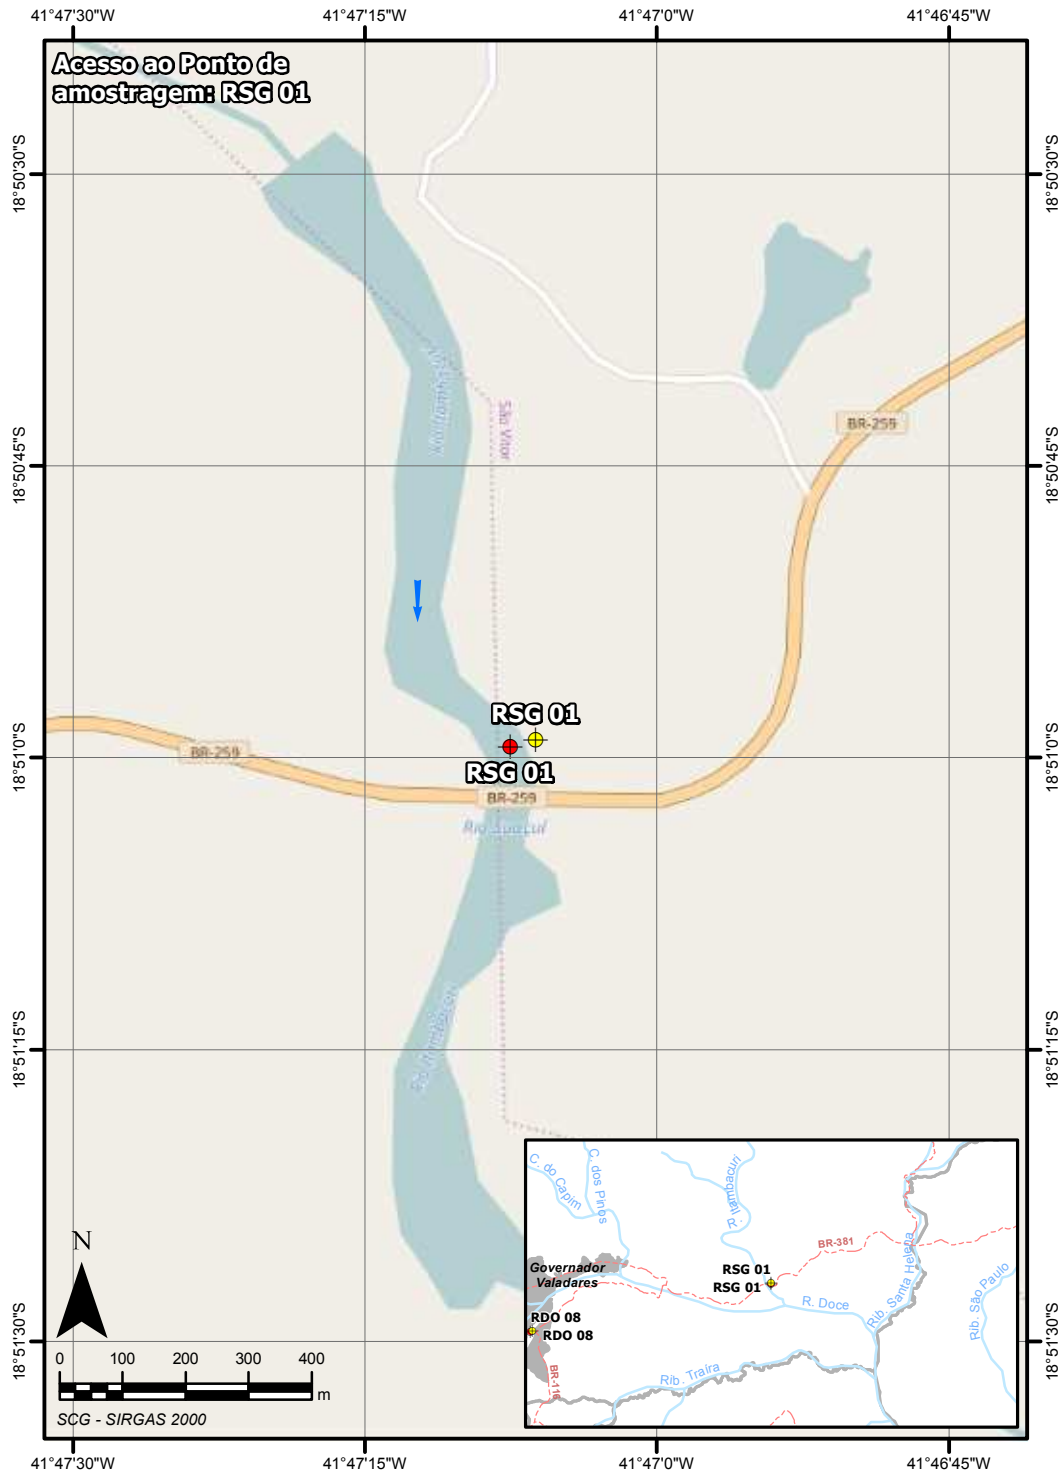 41°47'30"W
41°47'15"W
41°47'0"W
41°46'45"W
Acesso ao Ponto de
amostragem: RSG 01
18°50'30"S
18°50'30"S
BR-259
São Vitor
18°50'45"S
18°50'45"S
RSG 01
RSG 01
BR-259
18°51'0"S
18°51'0"S
BR-259
Rio Suaçuí
18°51'15"S
18°51'15"S
C. do Capim
C. dos Pinos
R. Itambacuri
BR-381
Rib. Santa Helena
Governador
Valadares
RSG 01
RSG 01
R. Doce
Rib. São Paulo
RDO 08
RDO 08
BR-116
Rib. Traíra
N
0 100 200 300 400
m
SCG - SIRGAS 2000
18°51'30"S
18°51'30"S
41°47'30"W
41°47'15"W
41°47'0"W
41°46'45"W